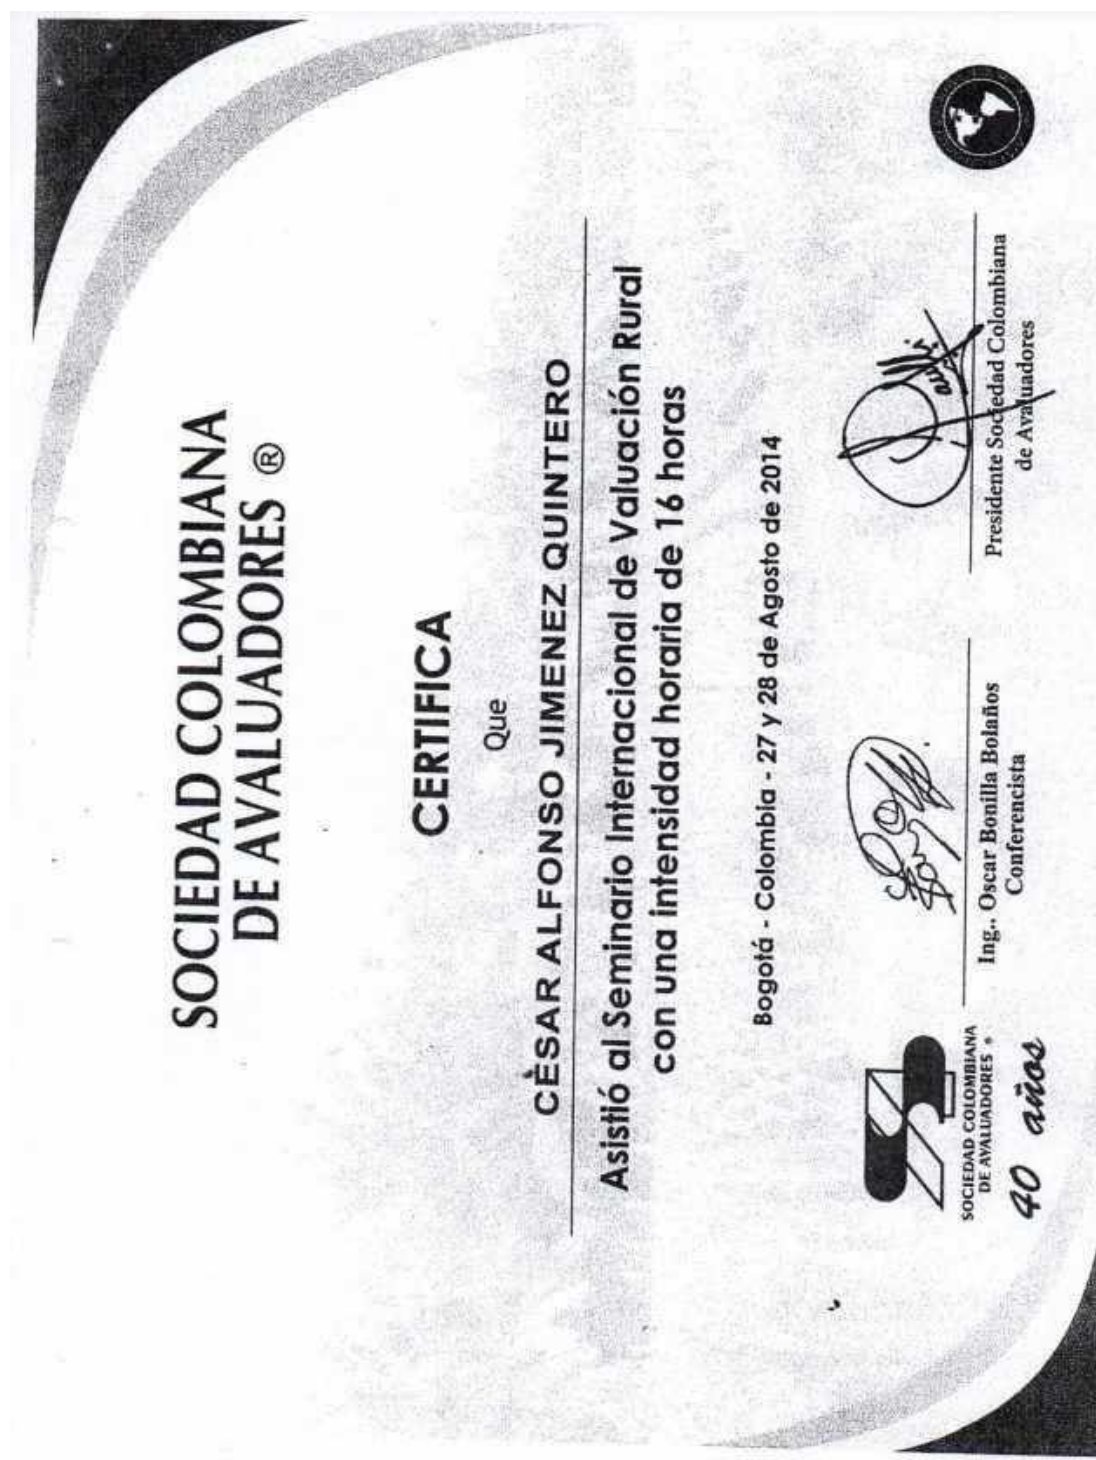 SOCIEDAD COLOMBIANA
DE AVALUADORES ®
CERTIFICA
Que
CÈSAR ALFONSO JIMENEZ QUINTERO
Asistió al Seminario Internacional de Valuación Rural
con una intensidad horaria de 16 horas
Bogotá - Colombia - 27 y 28 de Agosto de 2014
SOCIEDAD COLOMBIANA
DE AVALUADORES ®
40 años
Ing.. Oscar Bonilla Bolaños
Conferencista
Presidente Sociedad Colombiana
de Avaluadores